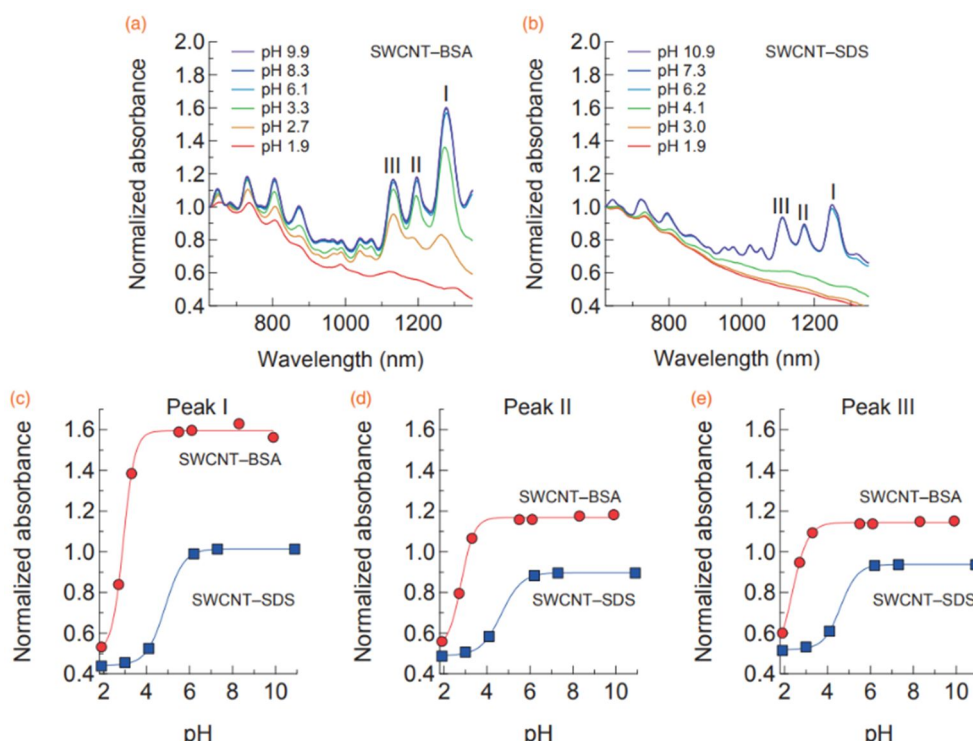 (a)
Normalized absorbance
2.0
1.8
1.6
1.4
1.2
1.0
0.8
0.6
0.4
pH 9.9
pH 8.3
pH 6.1
pH 3.3
pH 2.7
pH 1.9
SWCNT–BSA
I
III II
800 1000 1200
Wavelength (nm)
(b)
Normalized absorbance
2.0
1.8
1.6
1.4
1.2
1.0
0.8
0.6
0.4
pH 10.9
pH 7.3
pH 6.2
pH 4.1
pH 3.0
pH 1.9
SWCNT–SDS
I
III II
800 1000 1200
Wavelength (nm)
(c)
Peak I
Normalized absorbance
1.6
1.4
1.2
1.0
0.8
0.6
0.4
SWCNT–BSA
SWCNT–SDS
2 4 6 8 10
pH
(d)
Peak II
Normalized absorbance
1.6
1.4
1.2
1.0
0.8
0.6
0.4
SWCNT–BSA
SWCNT–SDS
2 4 6 8 10
pH
(e)
Peak III
Normalized absorbance
1.6
1.4
1.2
1.0
0.8
0.6
0.4
SWCNT–BSA
SWCNT–SDS
2 4 6 8 10
pH